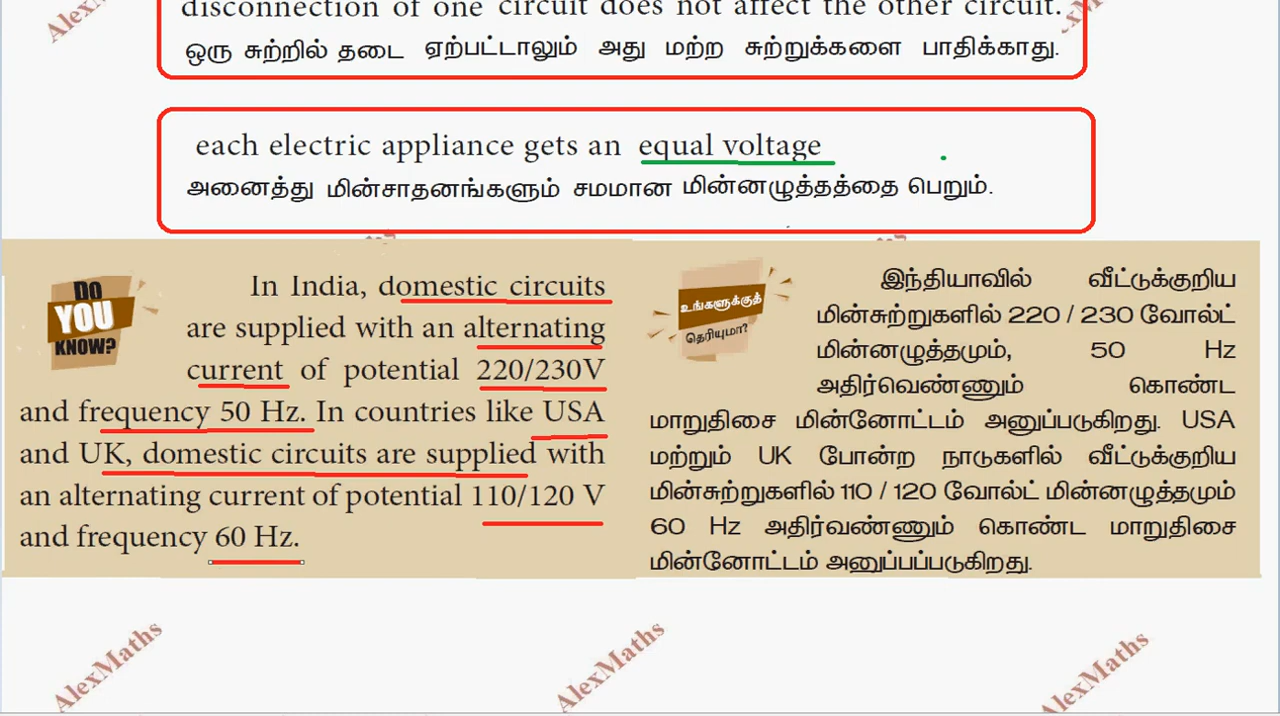 disconnection of one circuit does not affect the other circuit.
ஒரு சுற்றில் தடை ஏற்பட்டாலும் அது மற்ற சுற்றுக்களை பாதிக்காது.
each electric appliance gets an equal voltage
அனைத்து மின்சாதனங்களும் சமமான மின்னழுத்தத்தை பெறும்.
DO
YOU
KNOW?
In India, domestic circuits
are supplied with an alternating
current of potential 220/230V
and frequency 50 Hz. In countries like USA
and UK, domestic circuits are supplied with
an alternating current of potential 110/120 V
and frequency 60 Hz.
உங்களுக்குத்
தெரியுமா?
இந்தியாவில் வீட்டுக்குறிய
மின்சுற்றுகளில் 220 / 230 வோல்ட்
மின்னழுத்தமும், 50 Hz
அதிர்வெண்ணும் கொண்ட
மாறுதிசை மின்னோட்டம் அனுப்படுகிறது. USA
மற்றும் UK போன்ற நாடுகளில் வீட்டுக்குறிய
மின்சுற்றுகளில் 110 / 120 வோல்ட் மின்னழுத்தமும்
60 Hz அதிர்வண்ணும் கொண்ட மாறுதிசை
மின்னோட்டம் அனுப்பப்படுகிறது.
AlexMaths
AlexMaths
AlexMaths